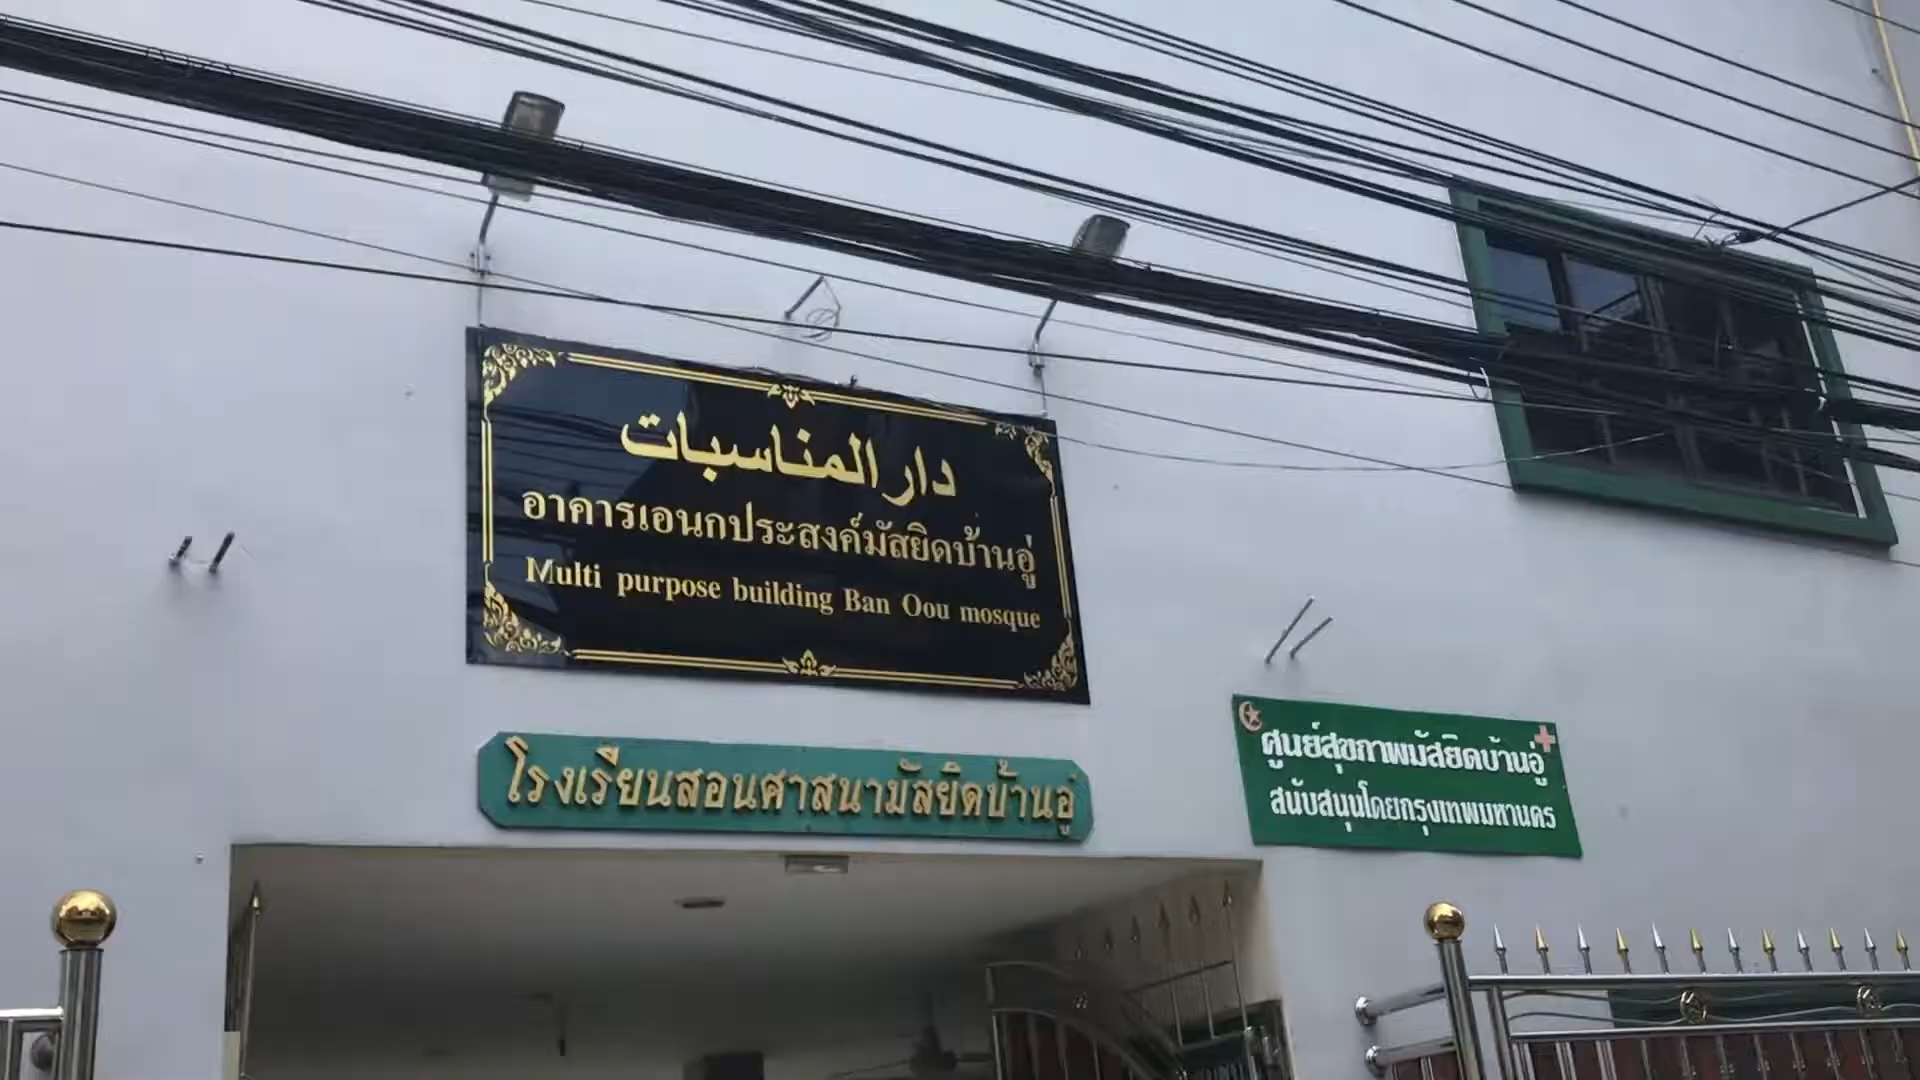 دار المناسبات
อาคารเอนกประสงค์มัสยิดบ้านอู่
Multi purpose building Ban Oou mosque
โรงเรียนสอนศาสนามัสยิดบ้านอู่
ศูนย์สุขภาพมัสยิดบ้านอู่
สนับสนุนโดยกรุงเทพมหานคร